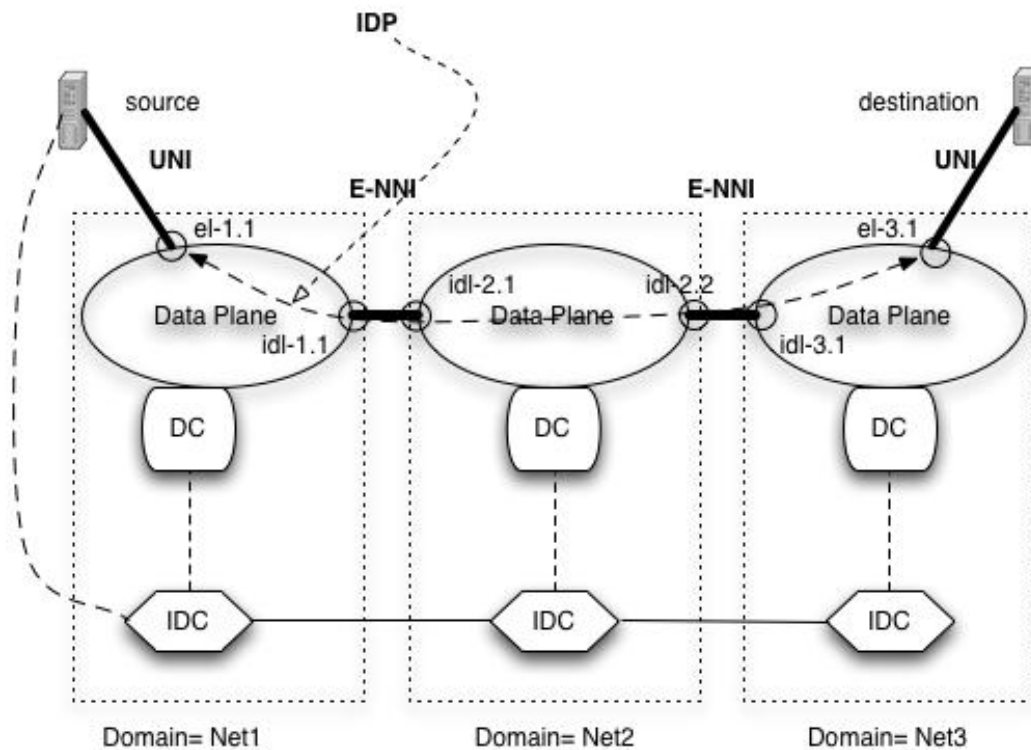 IDP
source
destination
UNI
UNI
E-NNI
E-NNI
el-1.1
el-3.1
idl-2.1
idl-2.2
Data Plane
Data Plane
Data Plane
idl-1.1
idl-3.1
DC
DC
DC
IDC
IDC
IDC
Domain= Net1
Domain= Net2
Domain= Net3